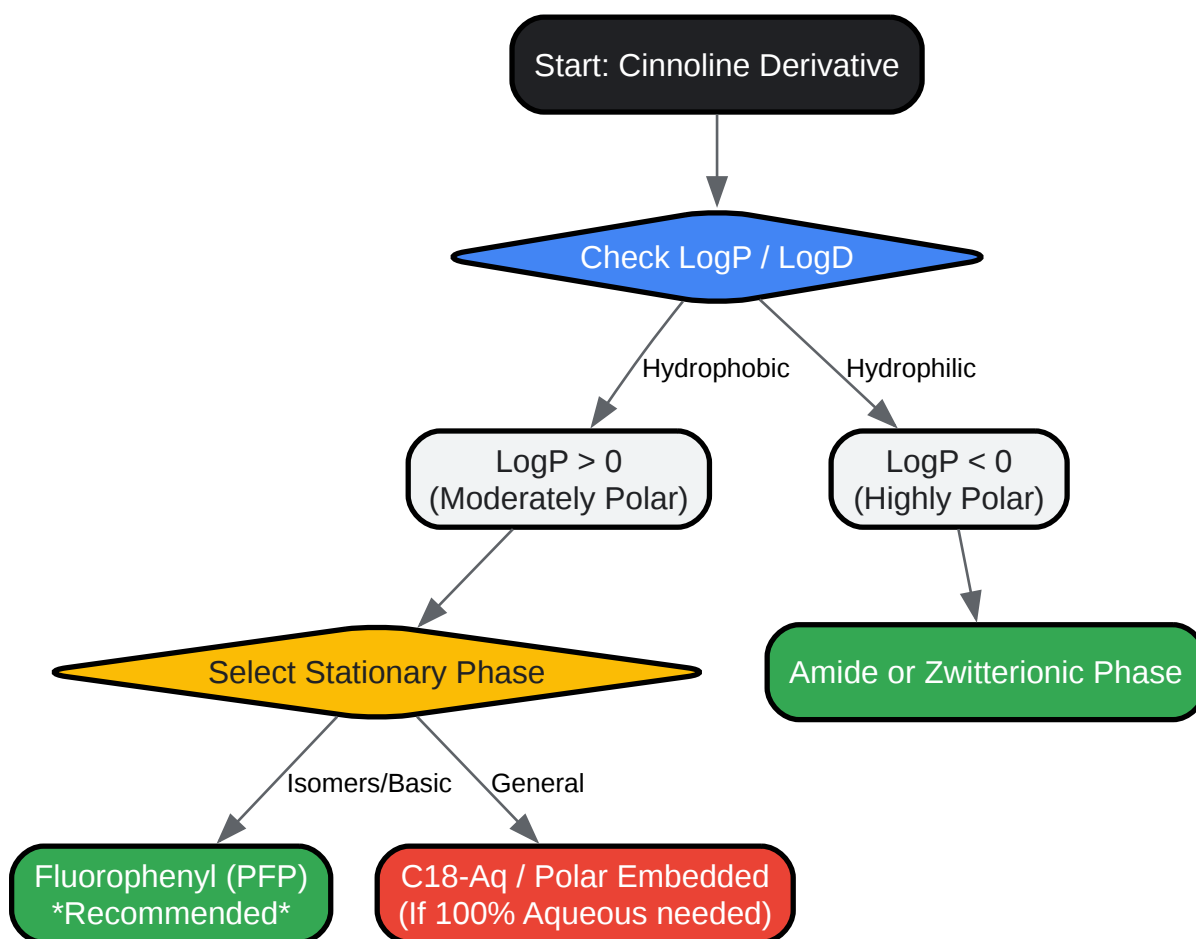 Start: Cinnoline Derivative
Check LogP / LogD
Hydrophobic
Hydrophilic
LogP > 0
(Moderately Polar)
LogP < 0
(Highly Polar)
Select Stationary Phase
Amide or Zwitterionic Phase
Isomers/Basic
General
Fluorophenyl (PFP)
*Recommended*
C18-Aq / Polar Embedded
(If 100% Aqueous needed)